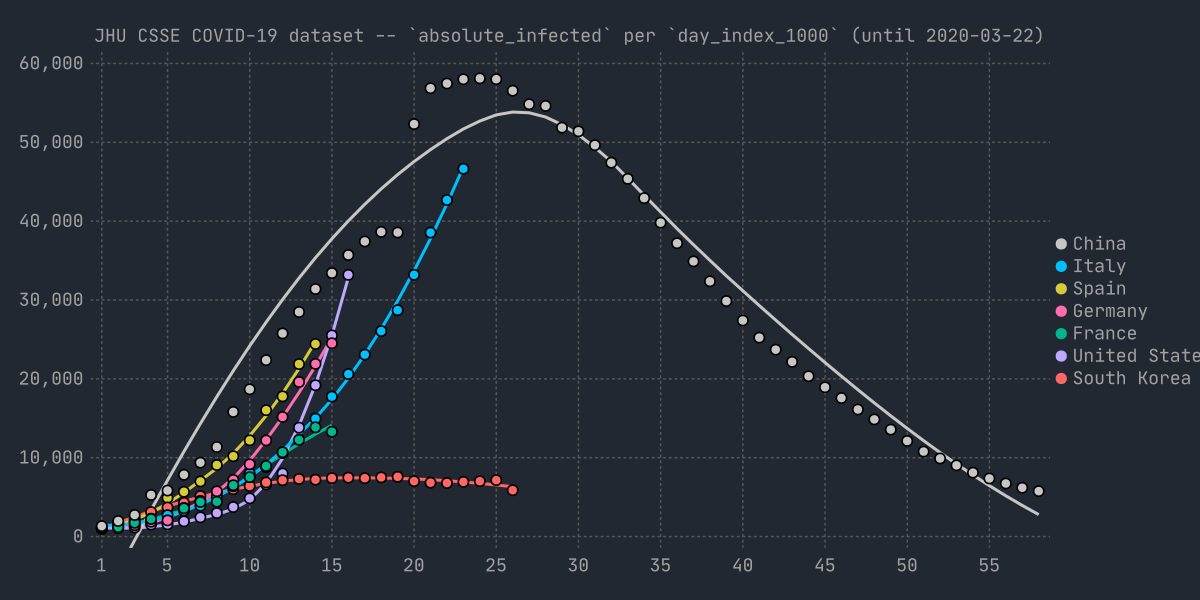 JHU CSSE COVID-19 dataset -- `absolute_infected` per `day_index_1000` (until 2020-03-22)
60,000
50,000
40,000
30,000
20,000
10,000
0
1 5 10 15 20 25 30 35 40 45 50 55
China
Italy
Spain
Germany
France
United State
South Korea